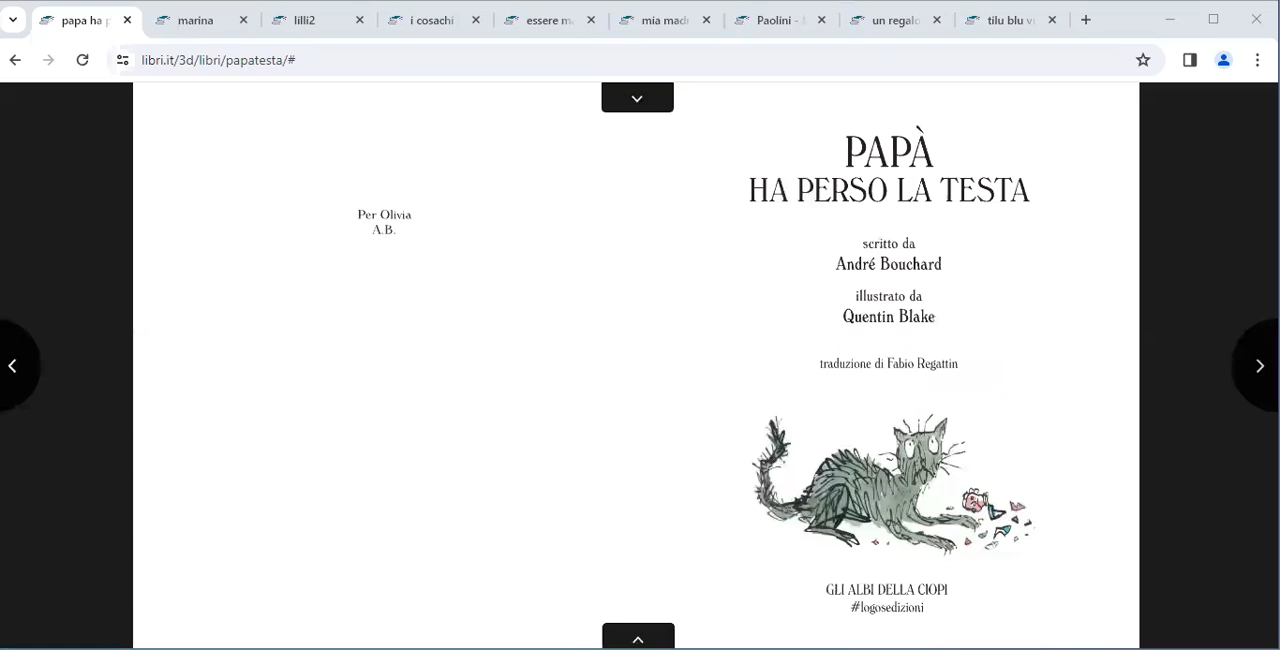 papa ha p
marina
lilli2
i cosachi
essere ma
mia madr
Paolini -
un regalo
tilu blu v
libri.it/3d/libri/papatesta/#
Per Olivia
A.B.
PAPÀ
HA PERSO LA TESTA
scritto da
André Bouchard
illustrato da
Quentin Blake
traduzione di Fabio Regattin
GLI ALBI DELLA CIOPI
#logosedizioni